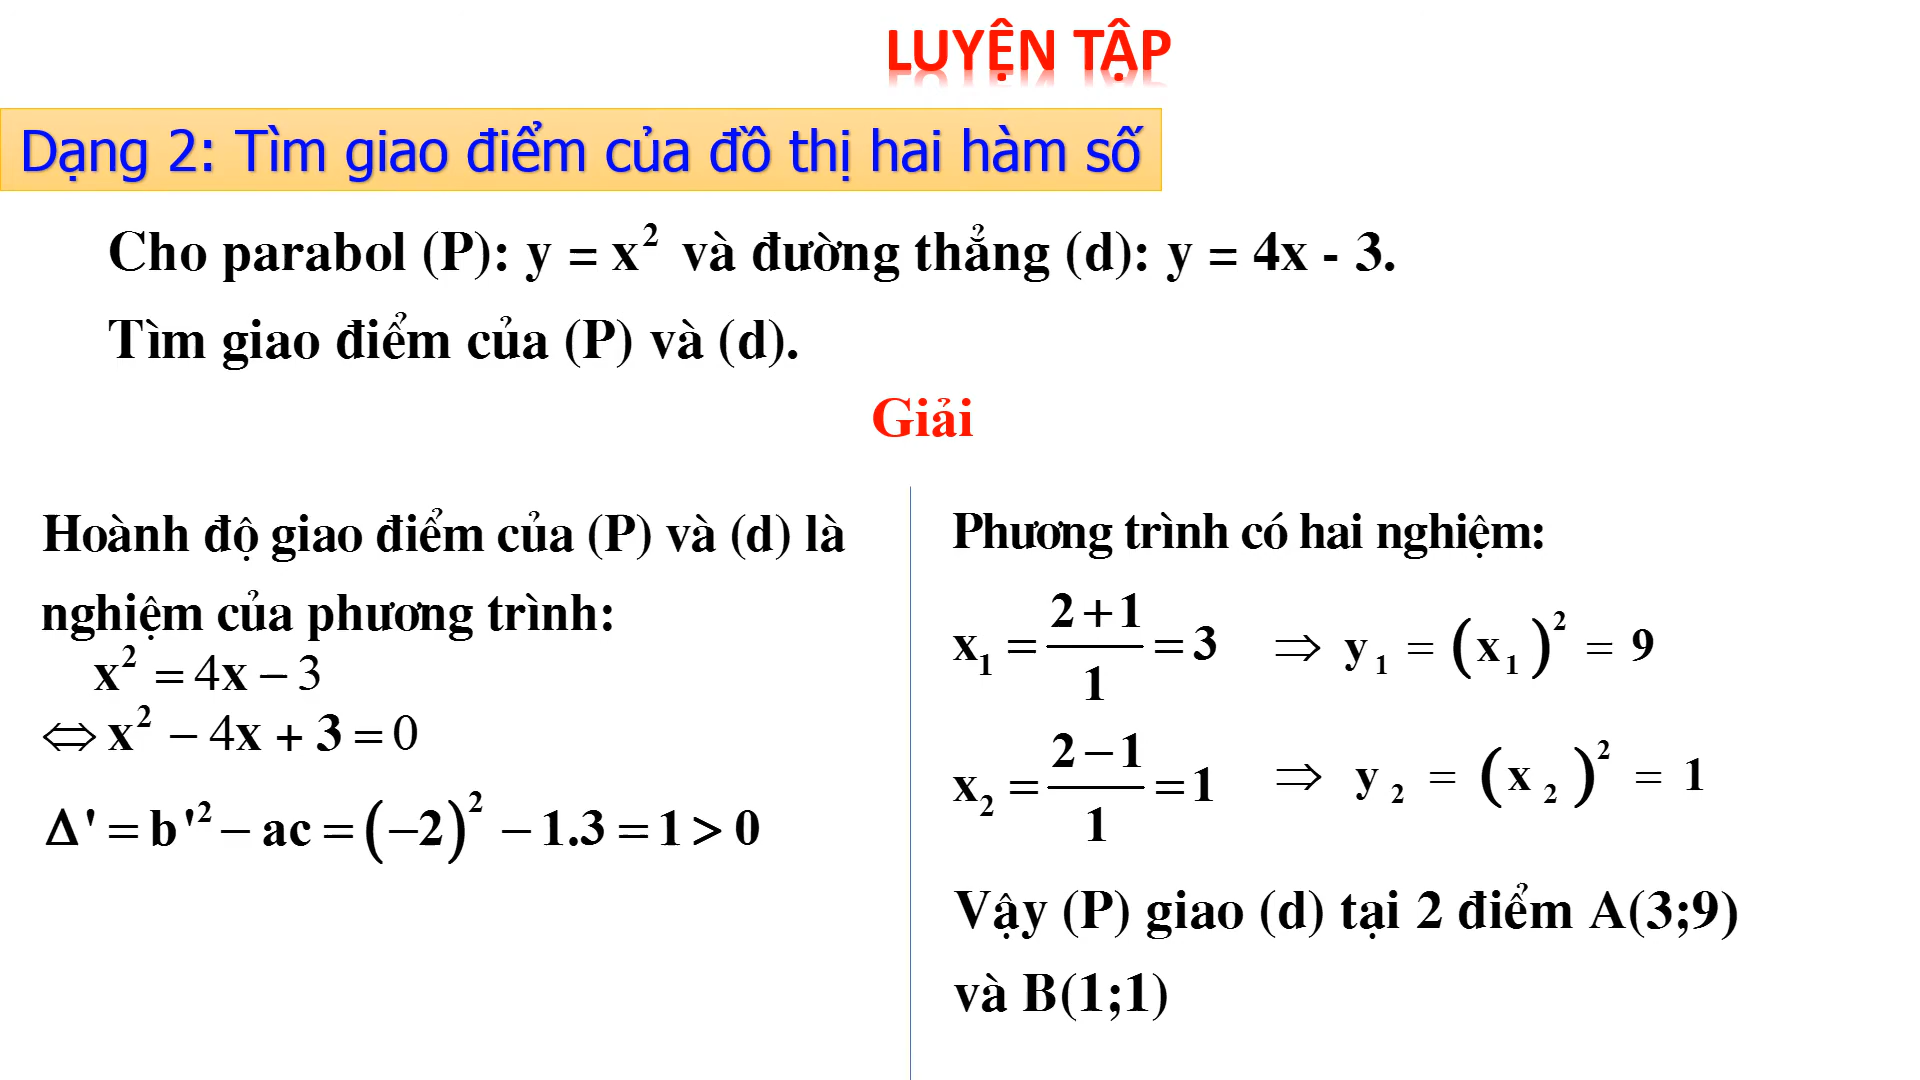 LUYỆN TẬP
Dạng 2: Tìm giao điểm của đồ thị hai hàm số
Cho parabol (P): y = x² và đường thẳng (d): y = 4x - 3.
Tìm giao điểm của (P) và (d).
Giải
Hoành độ giao điểm của (P) và (d) là
nghiệm của phương trình:
x² = 4x − 3
⇔ x² − 4x + 3 = 0
Δ' = b'² − ac = (−2)² − 1.3 = 1 > 0
Phương trình có hai nghiệm:
x₁ = (2 + 1)/1 = 3 ⇒ y₁ = (x₁)² = 9
x₂ = (2 − 1)/1 = 1 ⇒ y₂ = (x₂)² = 1
Vậy (P) giao (d) tại 2 điểm A(3;9)
và B(1;1)